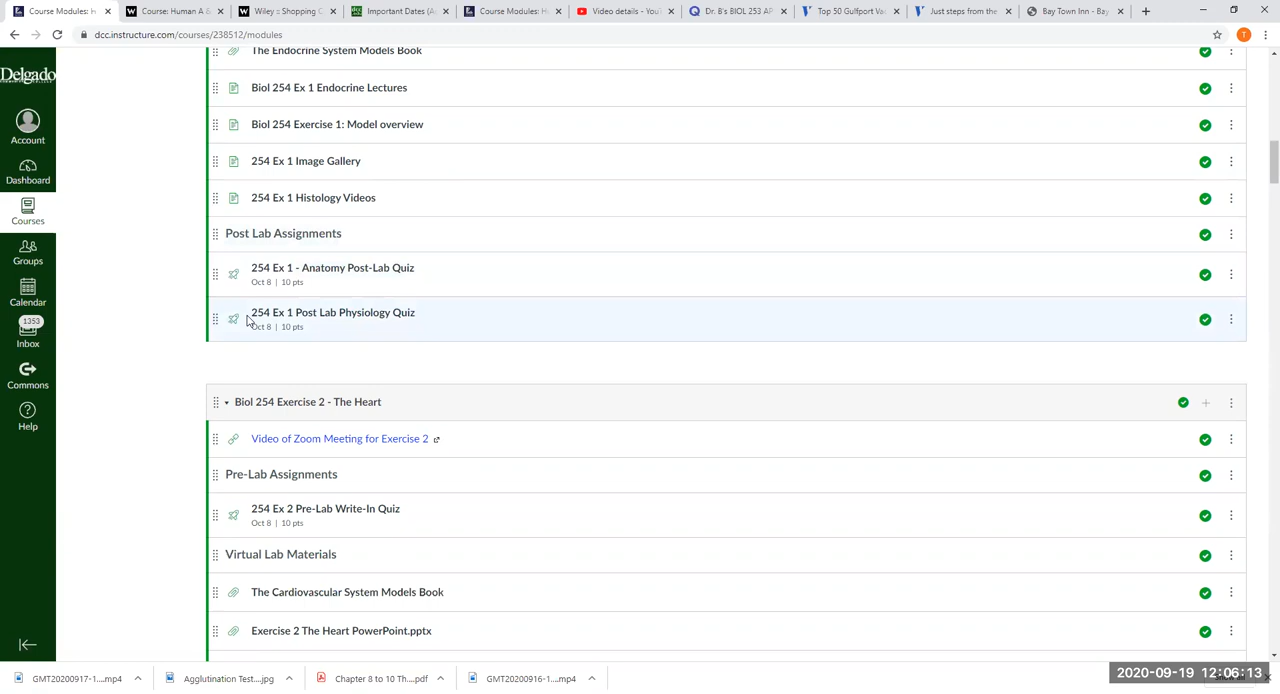 Course Modules: H
Course: Human A &
Wiley :: Shopping C
Important Dates (A
Course Modules: H
Video details - YouT
Dr. B's BIOL 253 AP
Top 50 Gulfport Va
Just steps from the
Bay Town Inn - Bay
dcc.instructure.com/courses/238512/modules
T
Delgado
Account
Dashboard
Courses
Groups
Calendar
1353
Inbox
Commons
Help
The Endocrine System Models Book
Biol 254 Ex 1 Endocrine Lectures
Biol 254 Exercise 1: Model overview
254 Ex 1 Image Gallery
254 Ex 1 Histology Videos
Post Lab Assignments
254 Ex 1 - Anatomy Post-Lab Quiz
Oct 8 | 10 pts
254 Ex 1 Post Lab Physiology Quiz
Oct 8 | 10 pts
Biol 254 Exercise 2 - The Heart
Video of Zoom Meeting for Exercise 2
Pre-Lab Assignments
254 Ex 2 Pre-Lab Write-In Quiz
Oct 8 | 10 pts
Virtual Lab Materials
The Cardiovascular System Models Book
Exercise 2 The Heart PowerPoint.pptx
GMT20200917-1....mp4
Agglutination Test....jpg
Chapter 8 to 10 Th....pdf
2020-09-19 12:06:13